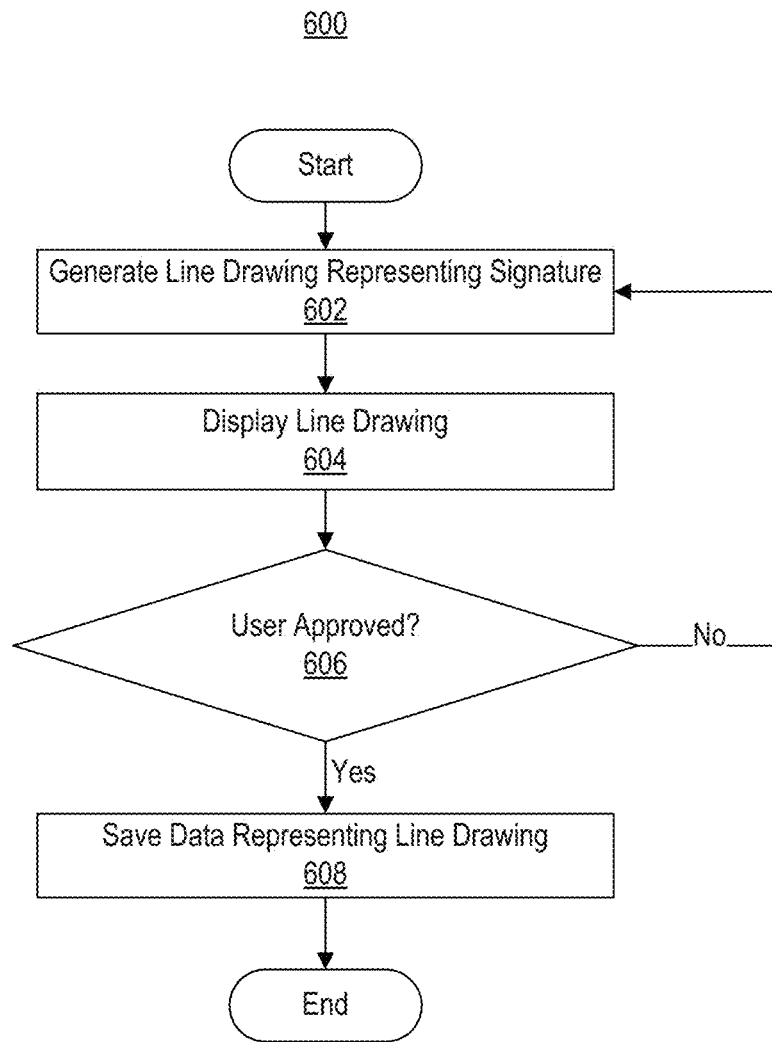 600
Start
Generate Line Drawing Representing Signature
602
Display Line Drawing
604
User Approved?
606
No
Yes
Save Data Representing Line Drawing
608
End